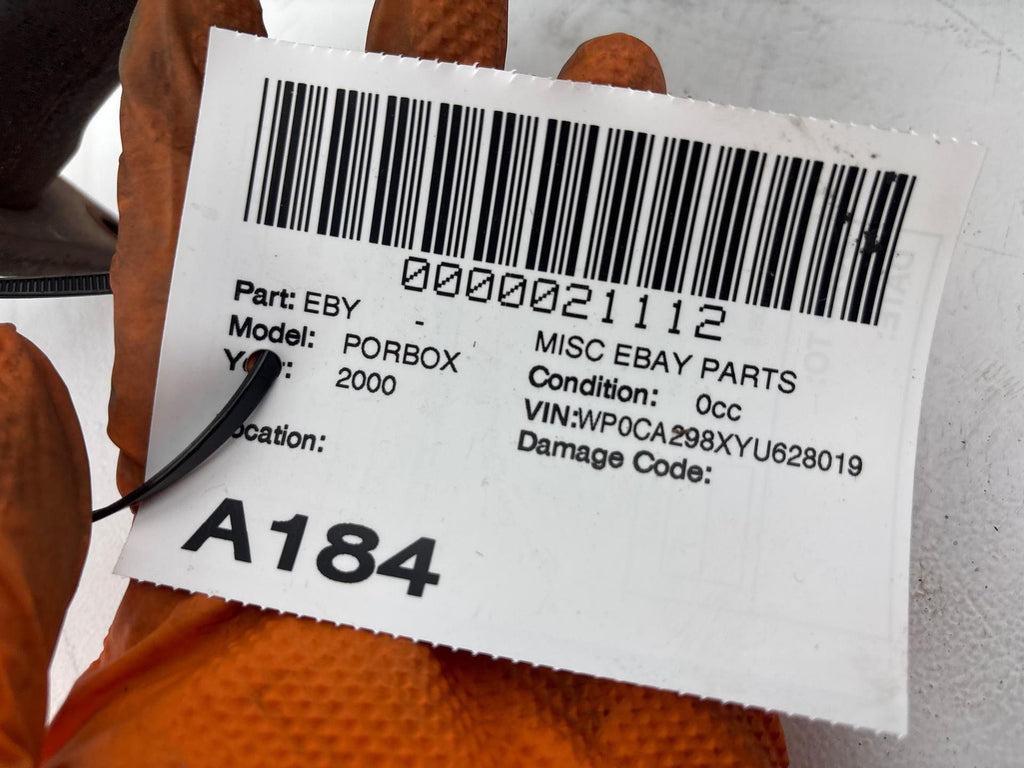 0000021112
Part: EBY -
MISC EBAY PARTS
Model: PORBOX
Condition: 0cc
2000
VIN:WP0CA298XYU628019
Damage Code:
ocation:
A184